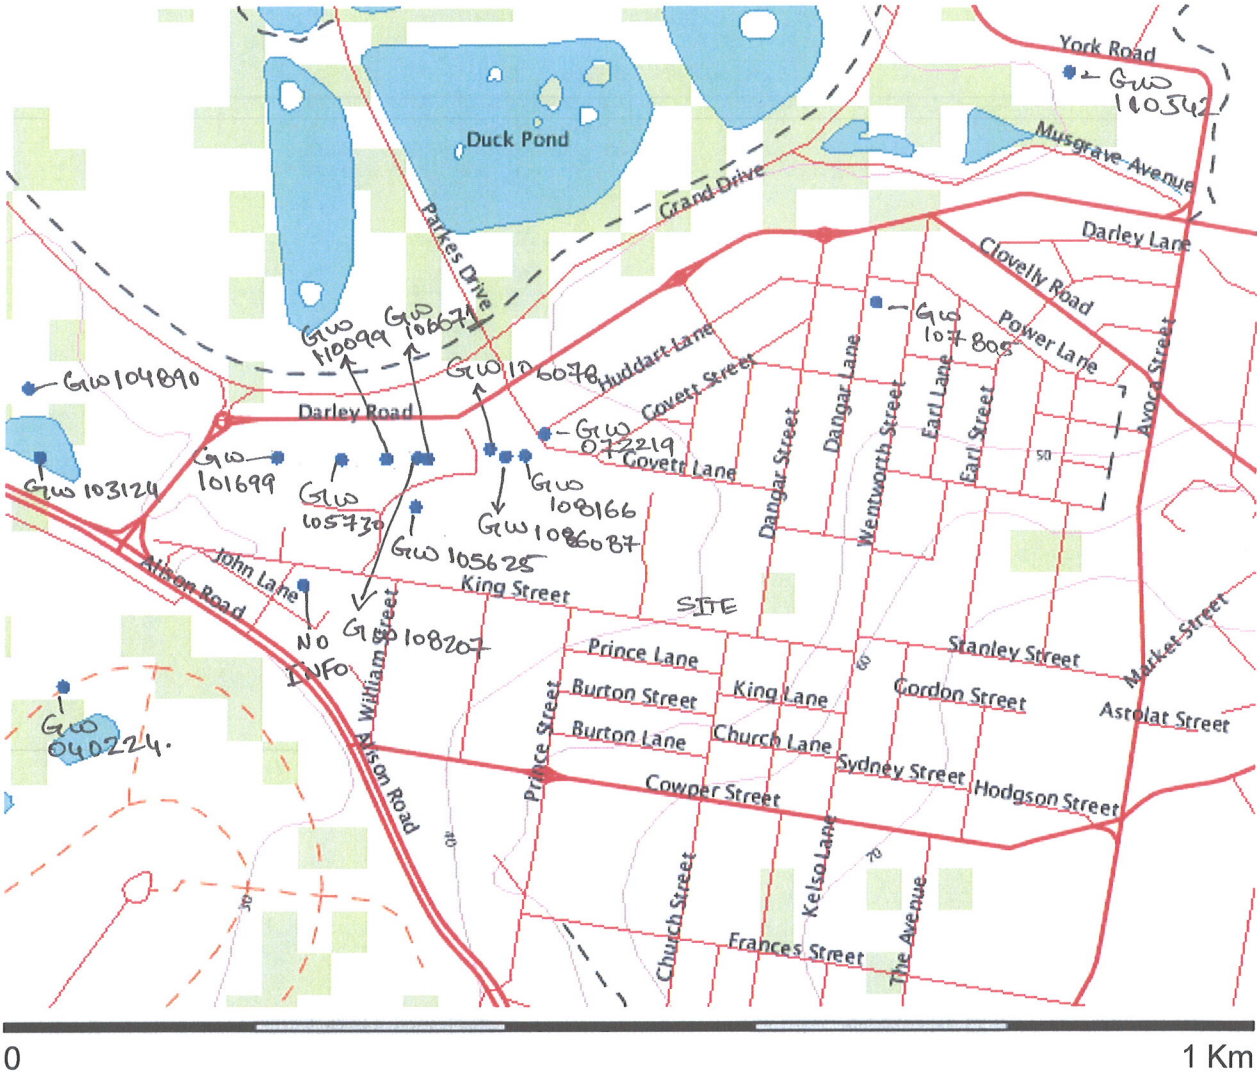 York Road
GW
110342
Duck Pond
Musgrave Avenue
Grand Drive
Parkes Drive
Darley Lane
Clovelly Road
GW
110099
GW
106671
GW
107805
Power Lane
Avoca Street
GW104890
GW 106078
Huddart Lane
Covett Street
Dangar Lane
Earl Lane
Darley Road
GW
072219
Govett Lane
Dangar Street
Wentworth Street
Earl Street
50
GW
101699
GW 103124
GW
105730
GW
108166
GW 1086087
GW 105625
Alison Road
John Lane
King Street
SITE
NO
INFO
GW 108207
William Street
Prince Lane
60
Stanley Street
Market Street
GW
040224.
Burton Street
King Lane
Gordon Street
Astolat Street
Prince Street
Burton Lane
Church Lane
Sydney Street
Hodgson Street
Alison Road
Cowper Street
40
70
30
Church Street
Kelso Lane
The Avenue
Frances Street
0
1 Km